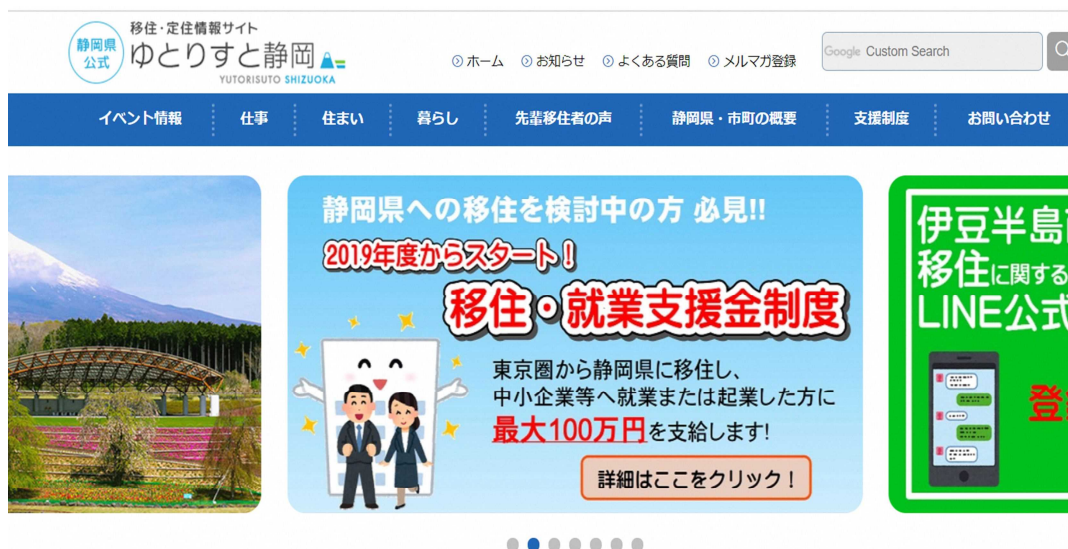 静岡県
公式
移住・定住情報サイト
ゆとりすと静岡
YUTORISUTO SHIZUOKA
ホーム
お知らせ
よくある質問
メルマガ登録
Google Custom Search
イベント情報
仕事
住まい
暮らし
先輩移住者の声
静岡県・市町の概要
支援制度
お問い合わせ
静岡県への移住を検討中の方 必見!!
2019年度からスタート！
移住・就業支援金制度
東京圏から静岡県に移住し、
中小企業等へ就業または起業した方に
最大100万円を支給します!
詳細はここをクリック！
伊豆半島
移住に関する
LINE公式
登